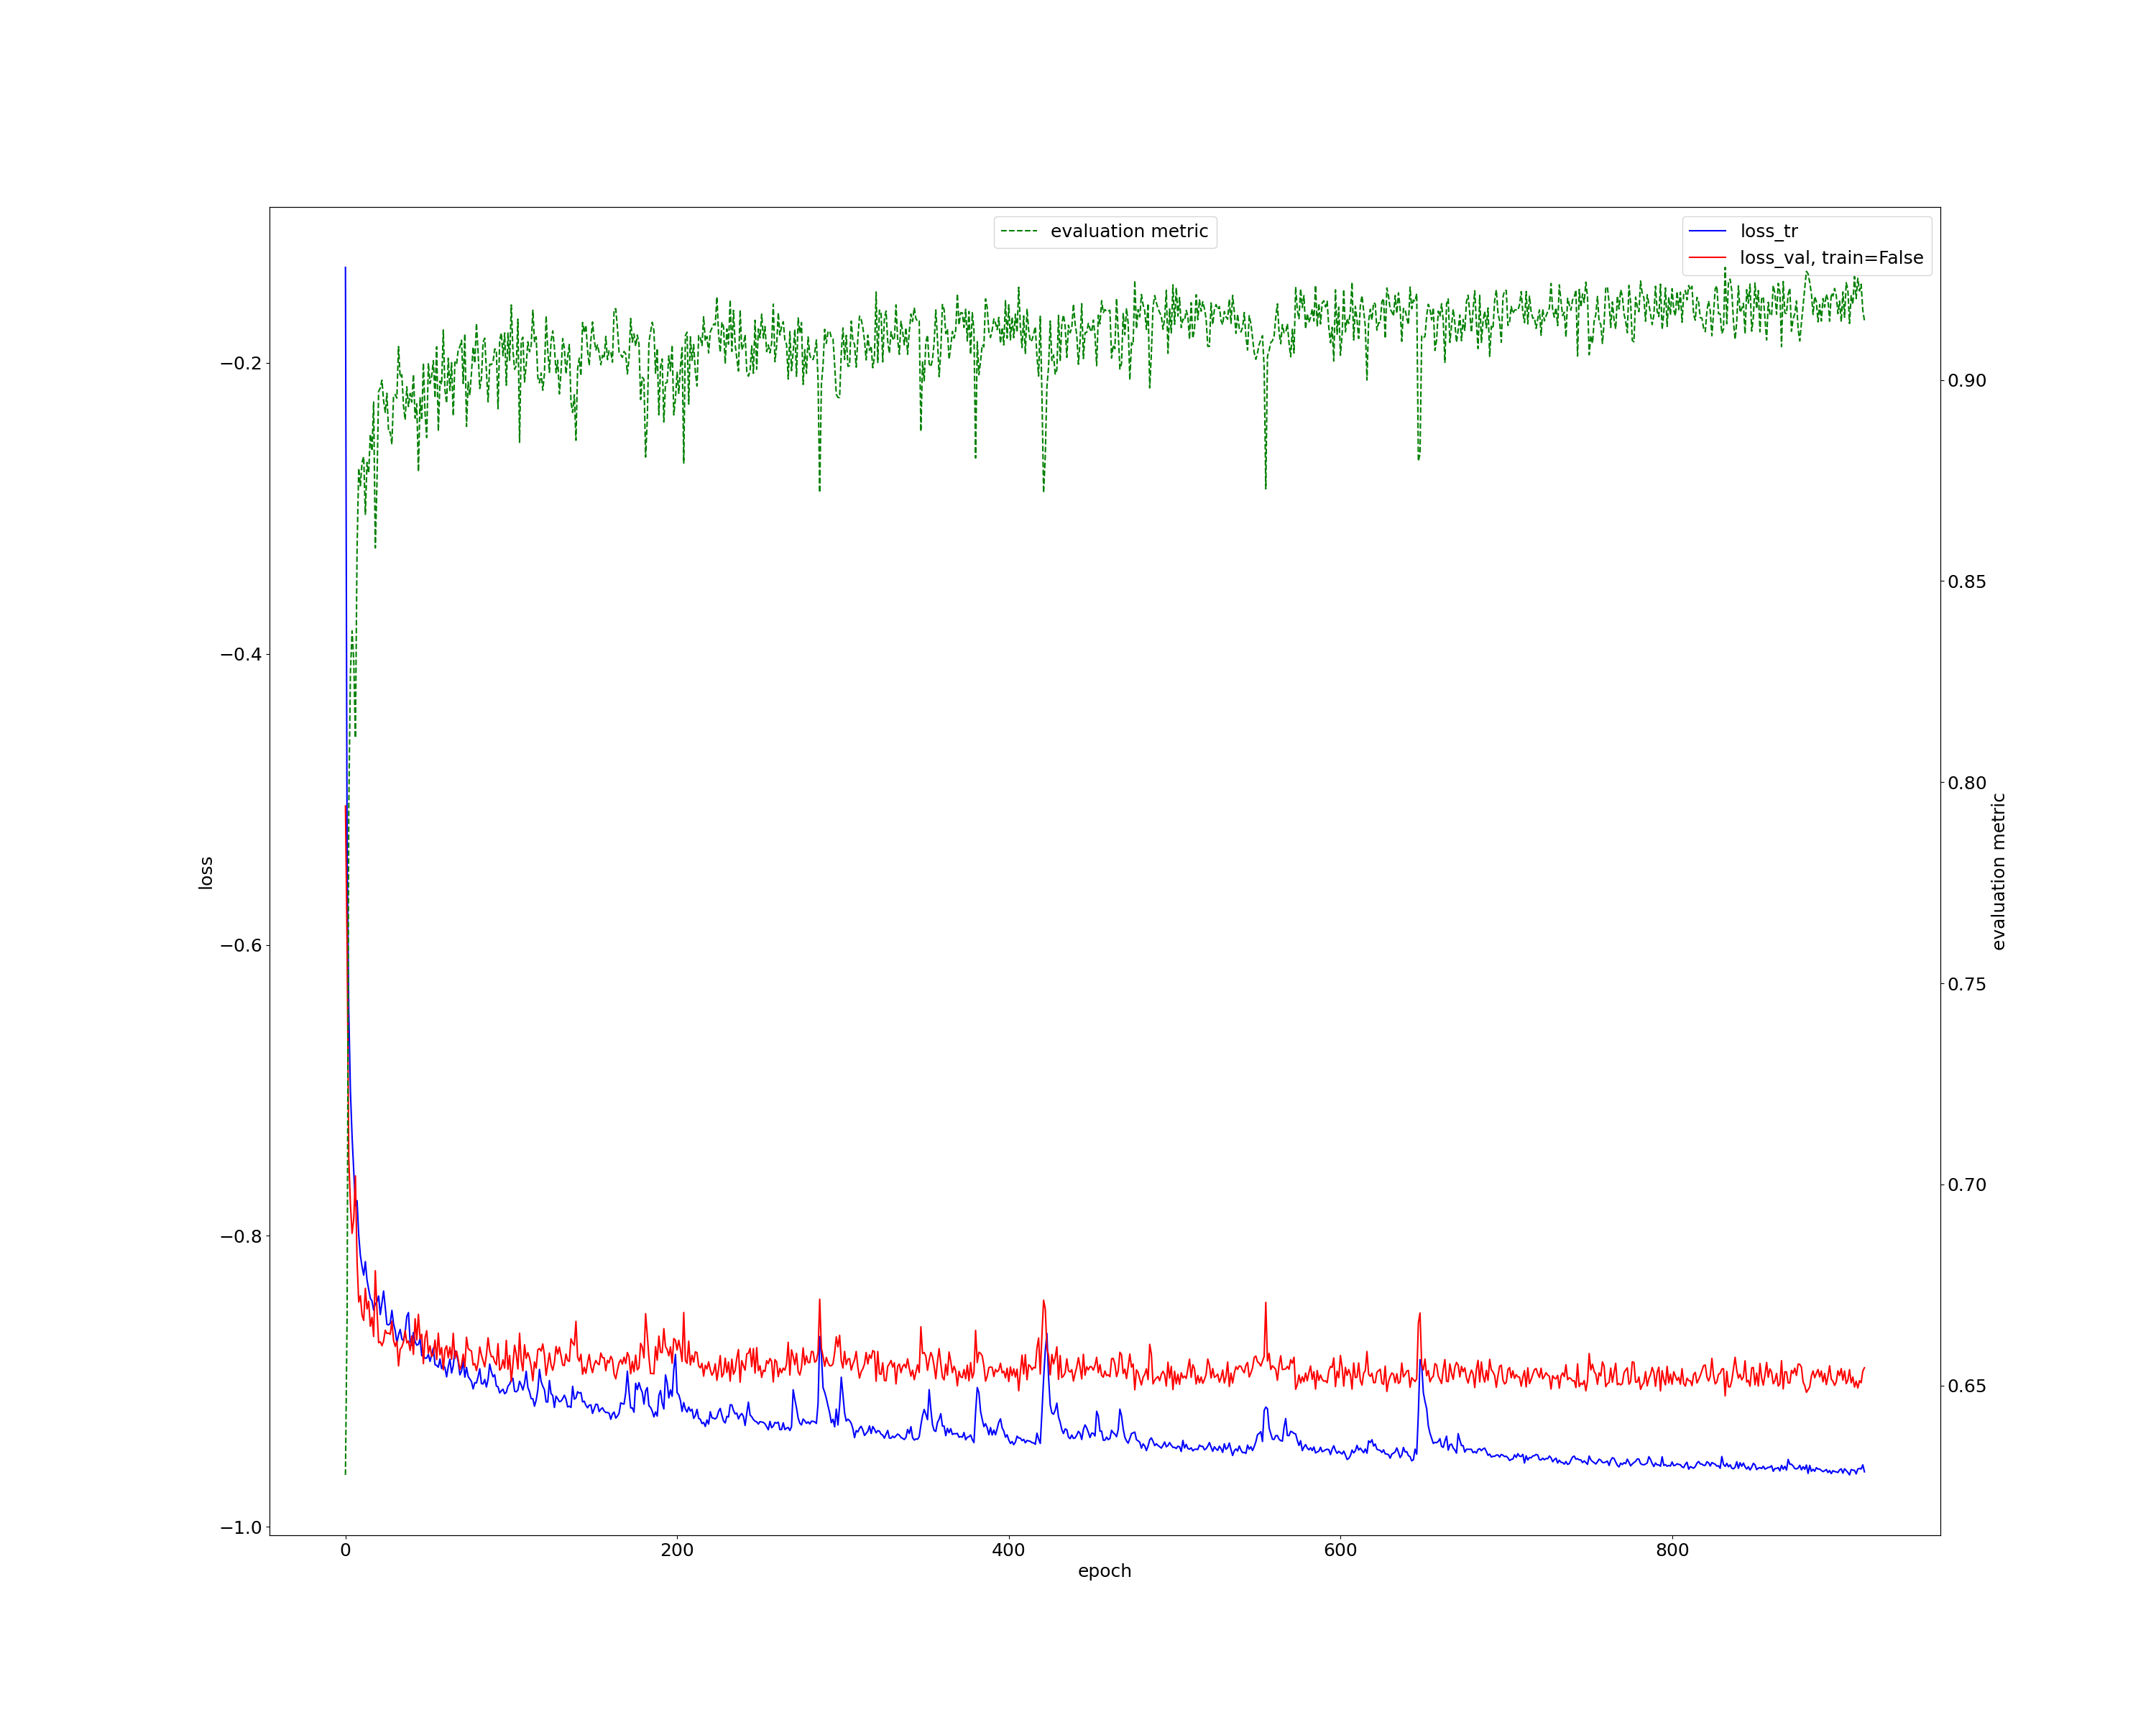 evaluation metric
loss_tr
loss_val, train=False
−0.2
−0.4
−0.6
−0.8
−1.0
loss
0.90
0.85
0.80
0.75
0.70
0.65
evaluation metric
0 200 400 600 800
epoch